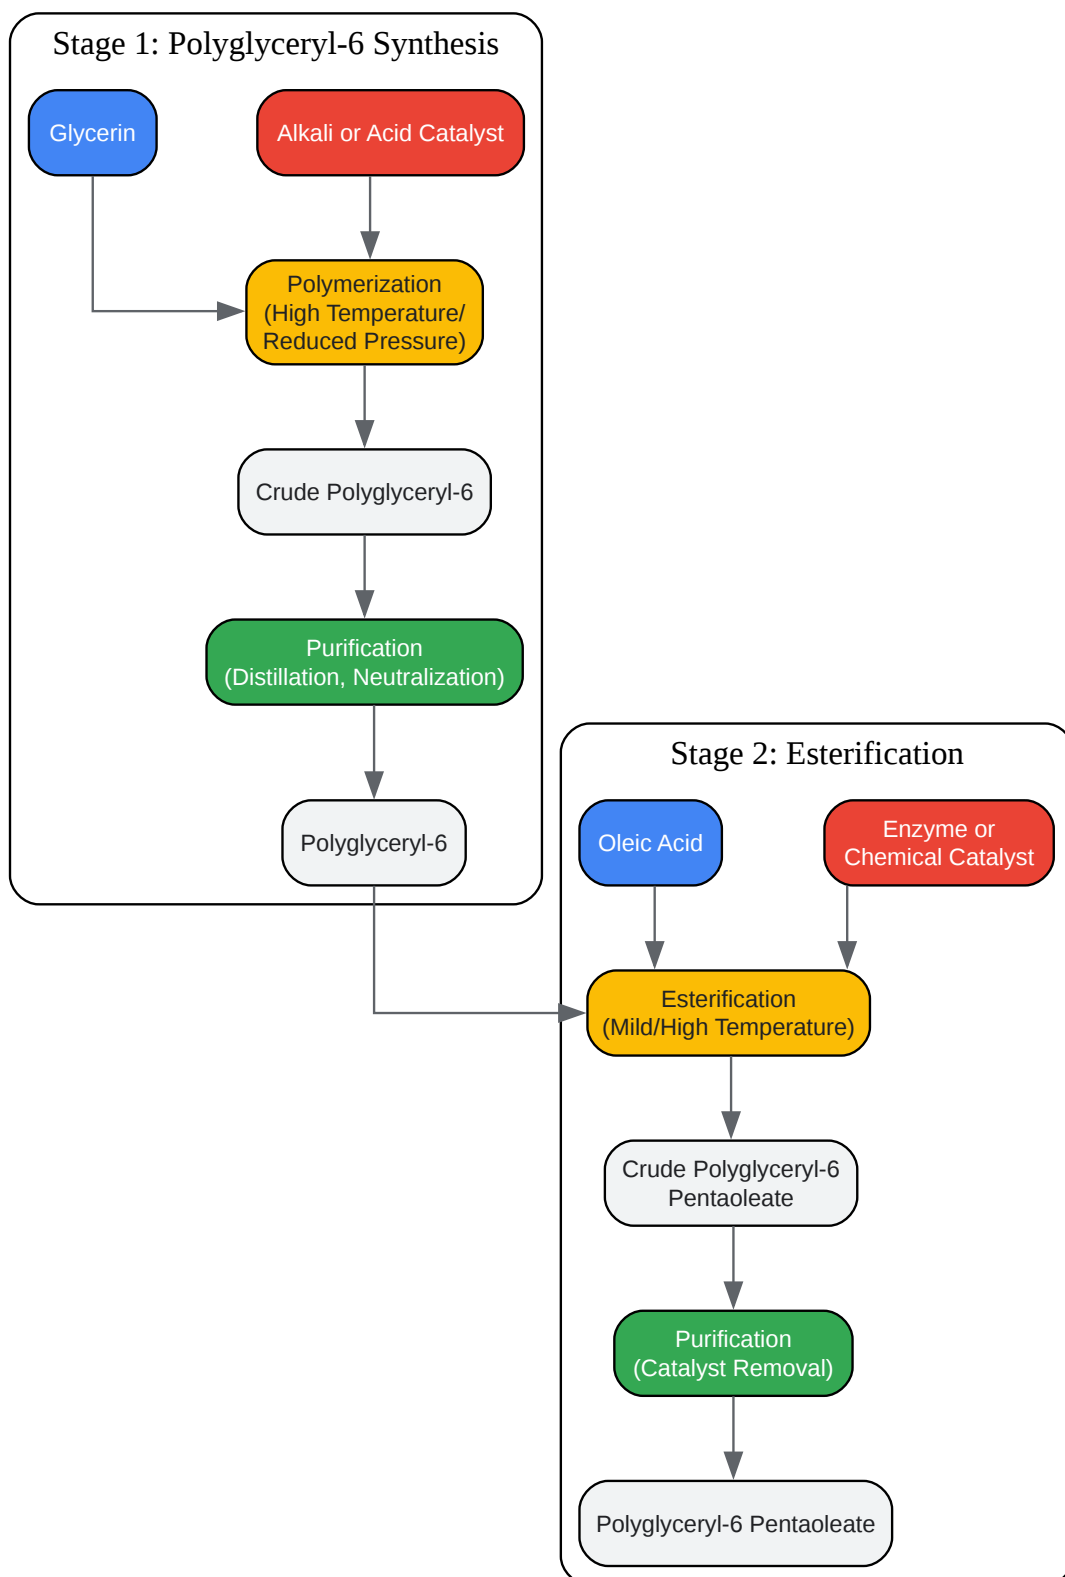 Stage 1: Polyglyceryl-6 Synthesis
Glycerin
Alkali or Acid Catalyst
Polymerization
(High Temperature/
Reduced Pressure)
Crude Polyglyceryl-6
Purification
(Distillation, Neutralization)
Polyglyceryl-6
Stage 2: Esterification
Oleic Acid
Enzyme or
Chemical Catalyst
Esterification
(Mild/High Temperature)
Crude Polyglyceryl-6
Pentaoleate
Purification
(Catalyst Removal)
Polyglyceryl-6 Pentaoleate